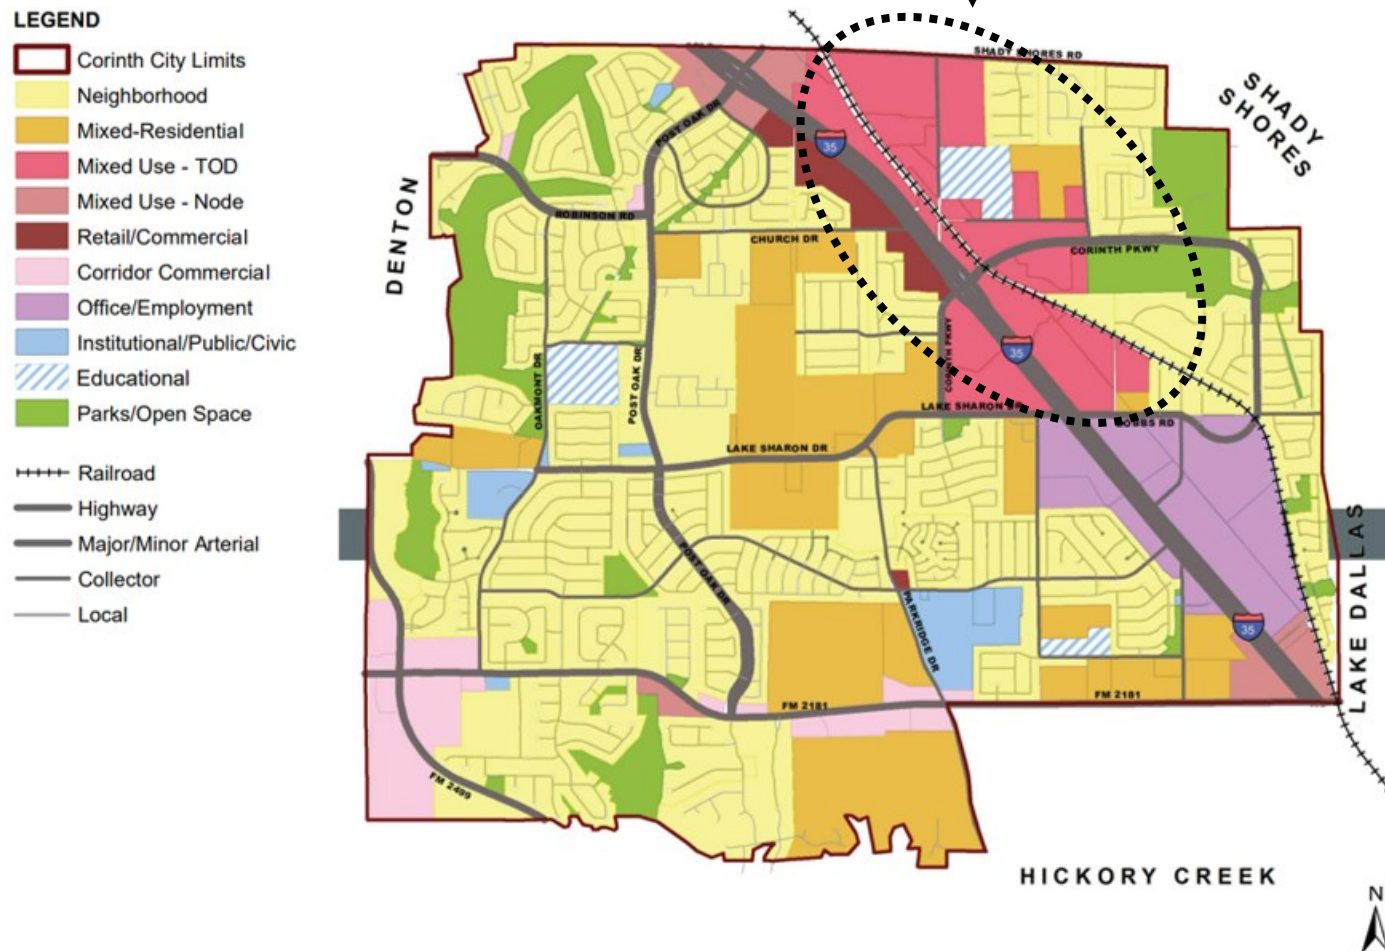 LEGEND
Corinth City Limits
Neighborhood
Mixed-Residential
Mixed Use - TOD
Mixed Use - Node
Retail/Commercial
Corridor Commercial
Office/Employment
Institutional/Public/Civic
Educational
Parks/Open Space
Railroad
Highway
Major/Minor Arterial
Collector
Local
SHADY SHORES RD
SHADY
SHORES
POST OAK DR
35
DENTON
ROBINSON RD
CHURCH DR
CORINTH PKWY
CORINTH PKWY
35
OAKMONT DR
POST OAK DR
LAKE SHARON DR
LAKE SHARON DR
POST OAK DR
PARKRIDGE DR
35
LAKE DALLAS
FM 2181
FM 2181
FM 2499
HICKORY CREEK
N